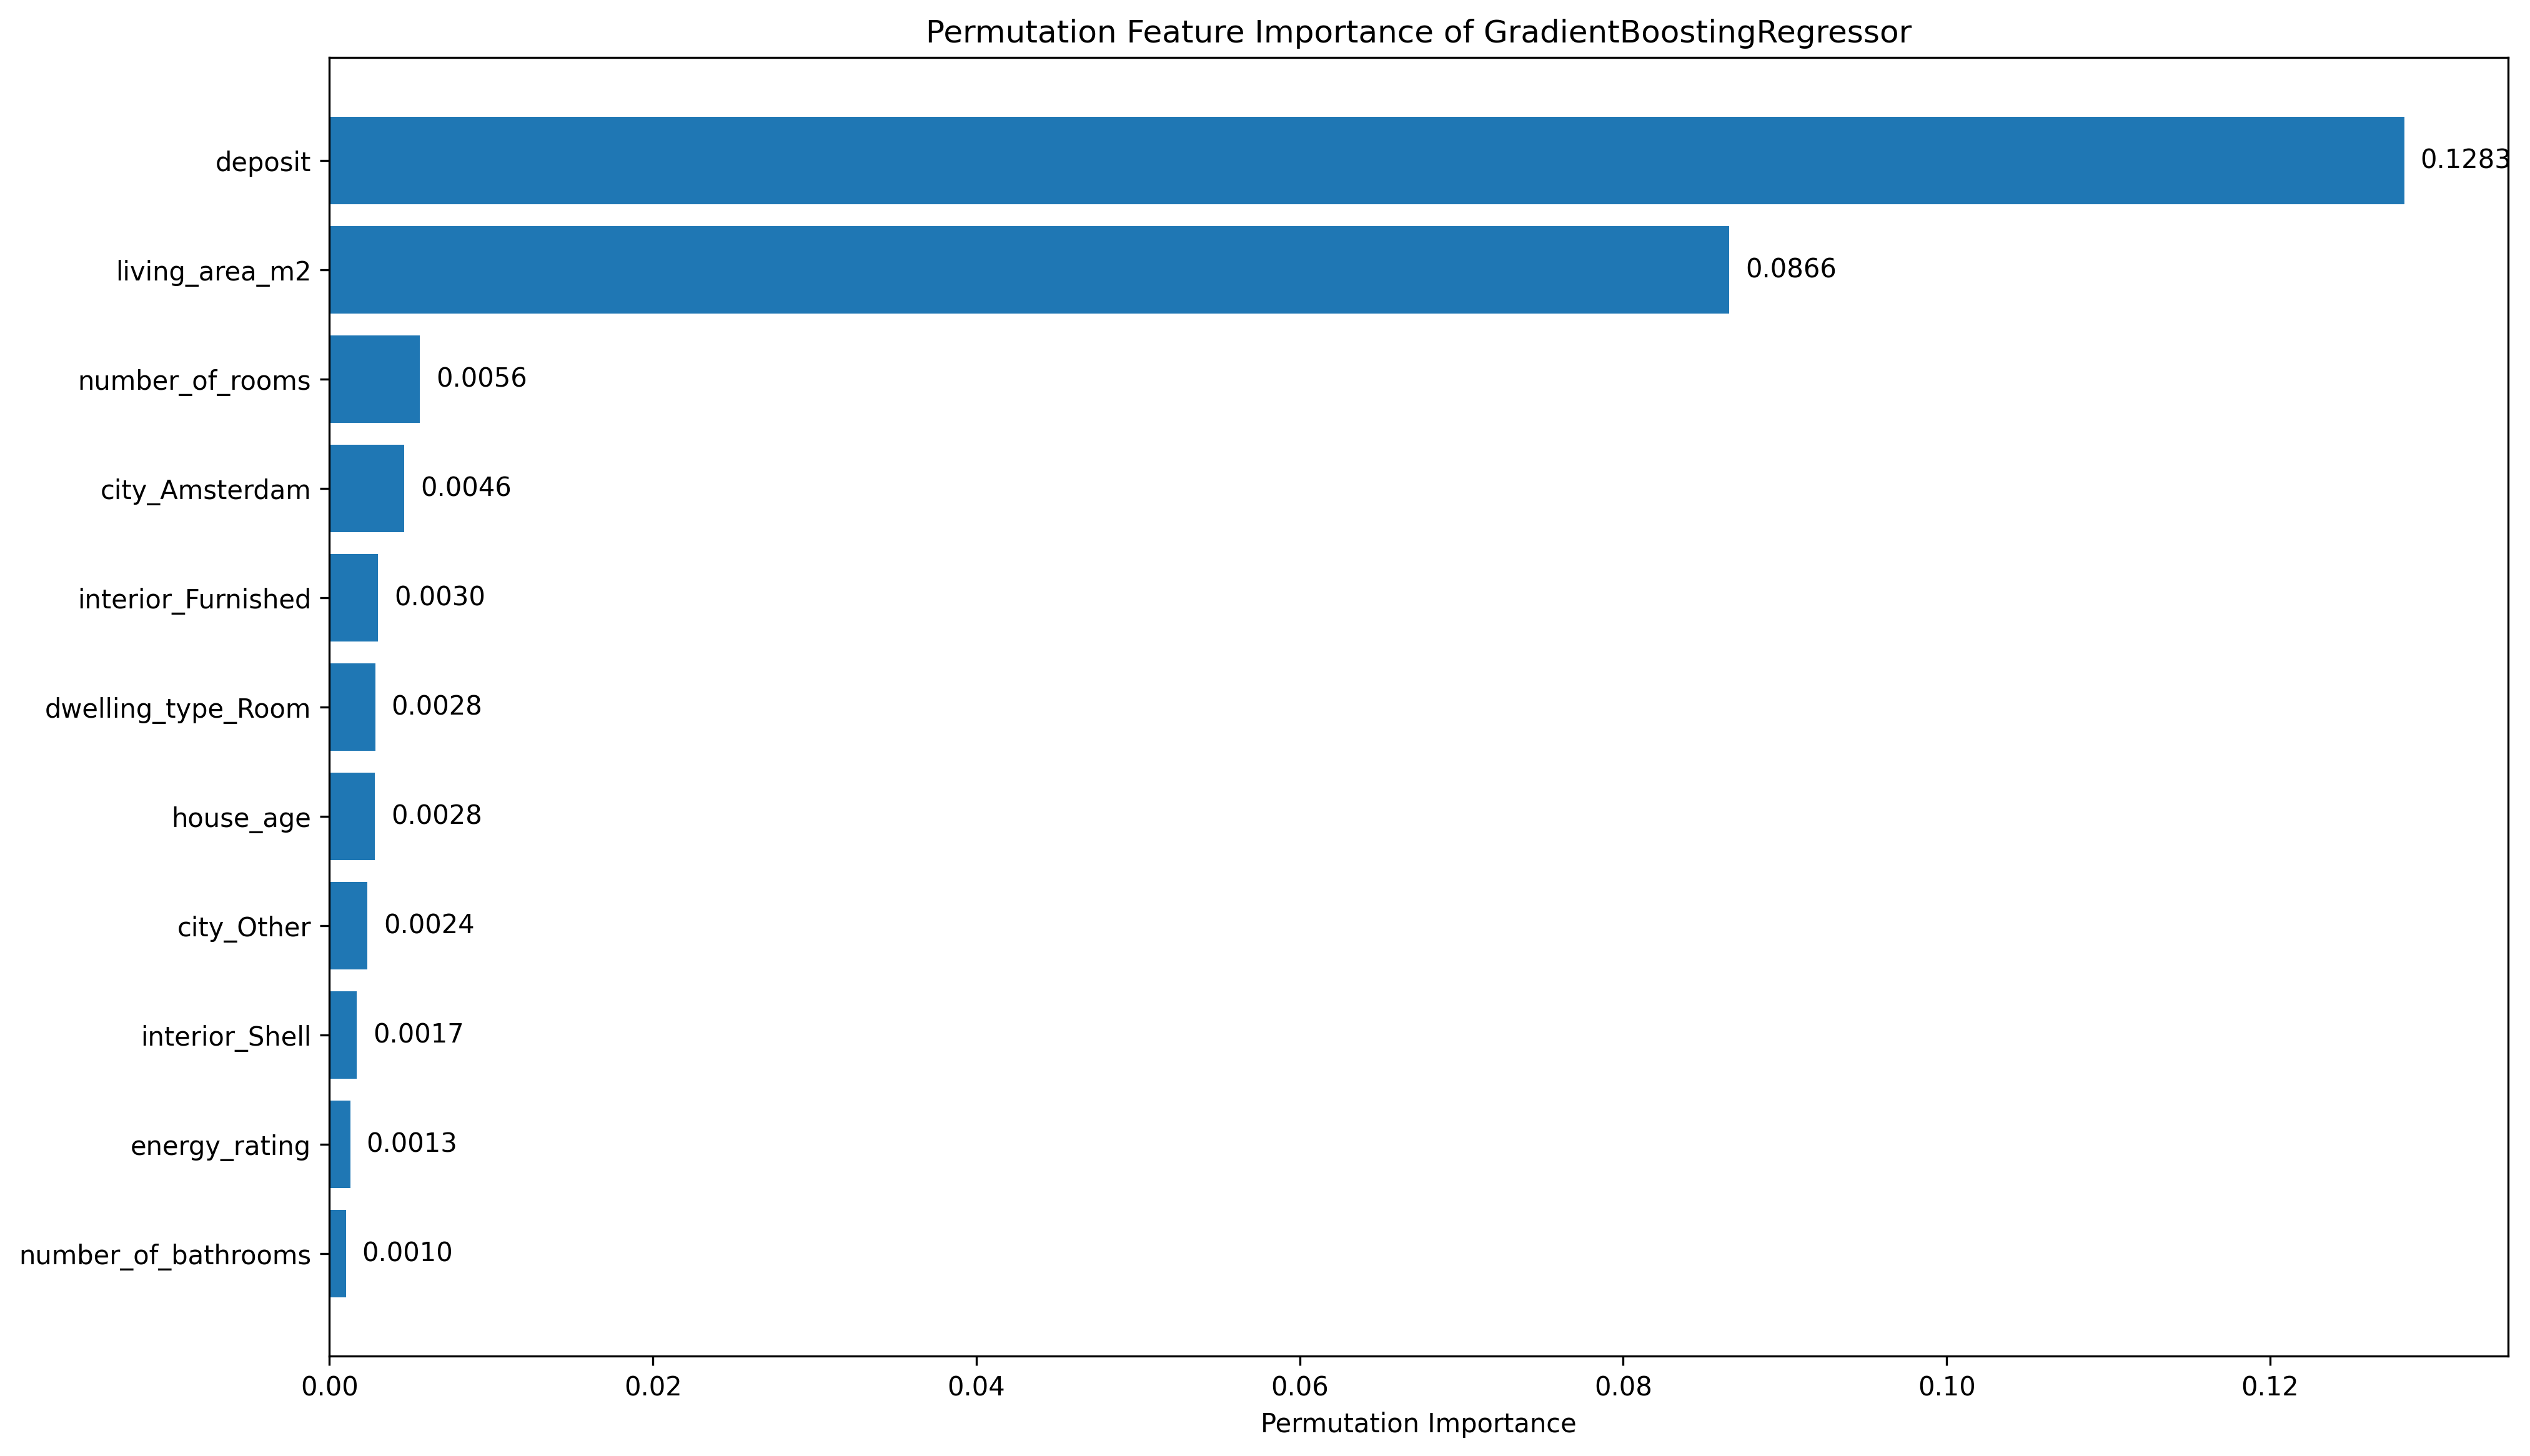 Permutation Feature Importance of GradientBoostingRegressor
deposit 0.1283
living_area_m2 0.0866
number_of_rooms 0.0056
city_Amsterdam 0.0046
interior_Furnished 0.0030
dwelling_type_Room 0.0028
house_age 0.0028
city_Other 0.0024
interior_Shell 0.0017
energy_rating 0.0013
number_of_bathrooms 0.0010
0.00 0.02 0.04 0.06 0.08 0.10 0.12
Permutation Importance